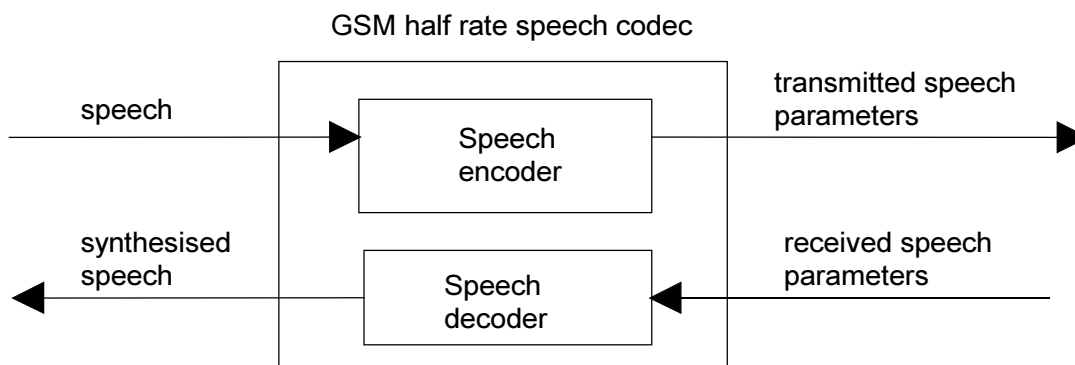 GSM half rate speech codec
speech
Speech
encoder
transmitted speech
parameters
synthesised
speech
Speech
decoder
received speech
parameters